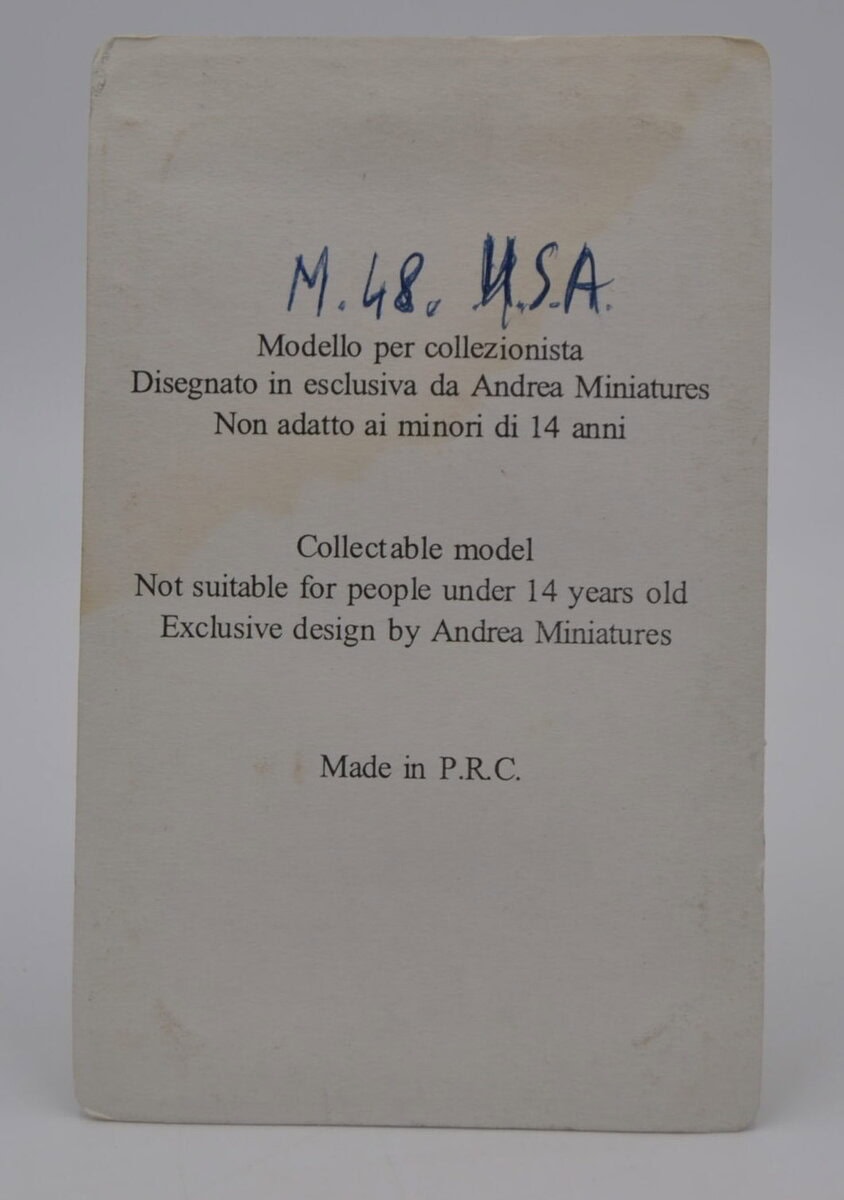 M.48. U.S.A.
Modello per collezionista
Disegnato in esclusiva da Andrea Miniatures
Non adatto ai minori di 14 anni
Collectable model
Not suitable for people under 14 years old
Exclusive design by Andrea Miniatures
Made in P.R.C.